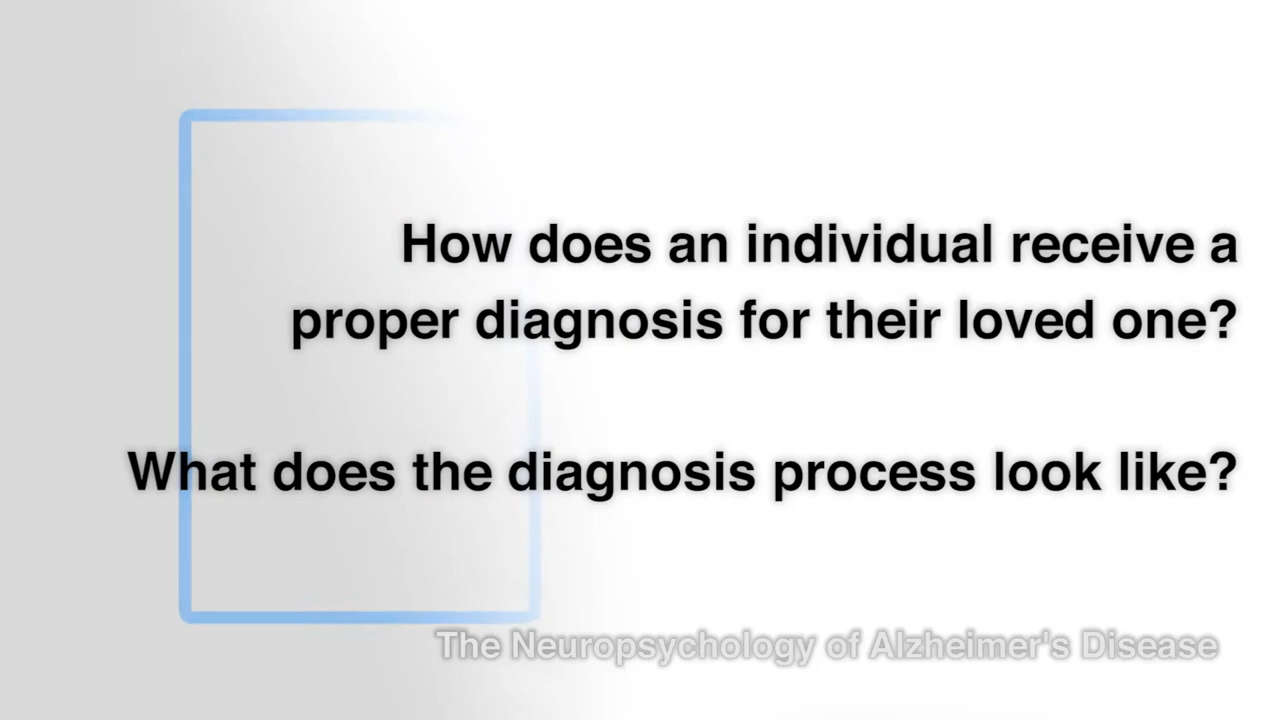 How does an individual receive a
proper diagnosis for their loved one?
What does the diagnosis process look like?
The Neuropsychology of Alzheimer's Disease